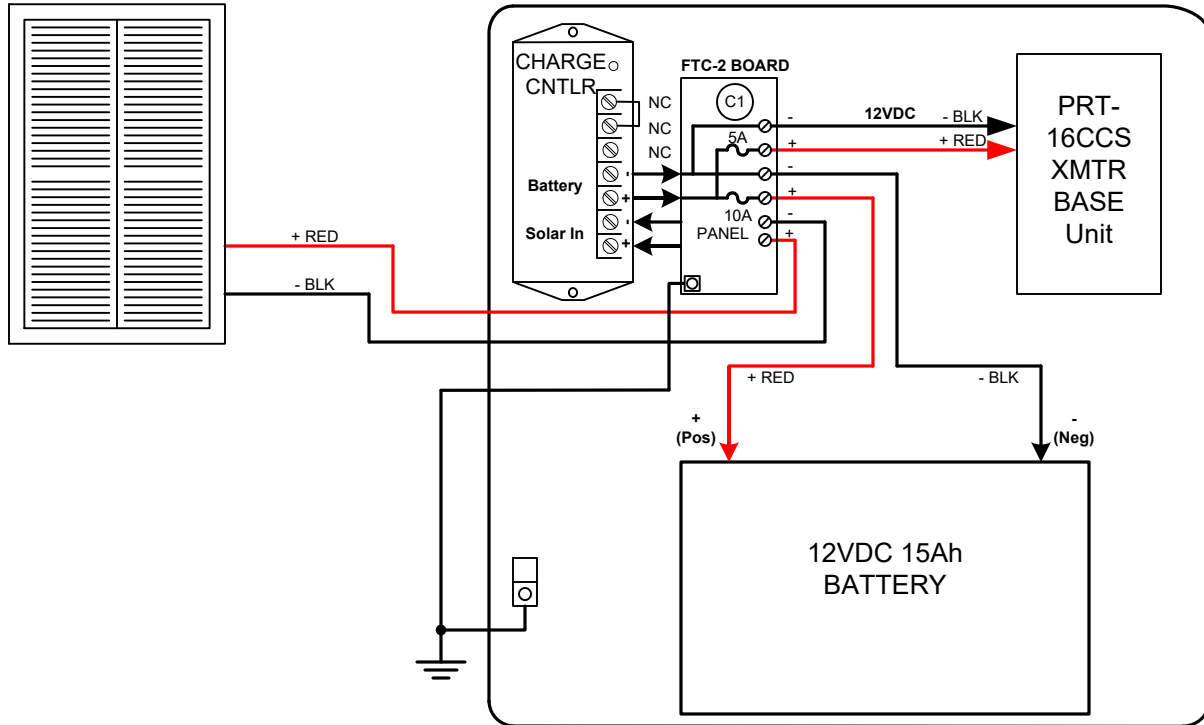 CHARGE
CNTLR
NC
NC
NC
Battery
-
+
Solar In
-
+
FTC-2 BOARD
C1
5A
10A
PANEL
-
+
-
+
-
+
12VDC
- BLK
+ RED
PRT-
16CCS
XMTR
BASE
Unit
+ RED
- BLK
+ RED
- BLK
+
(Pos)
-
(Neg)
12VDC 15Ah
BATTERY